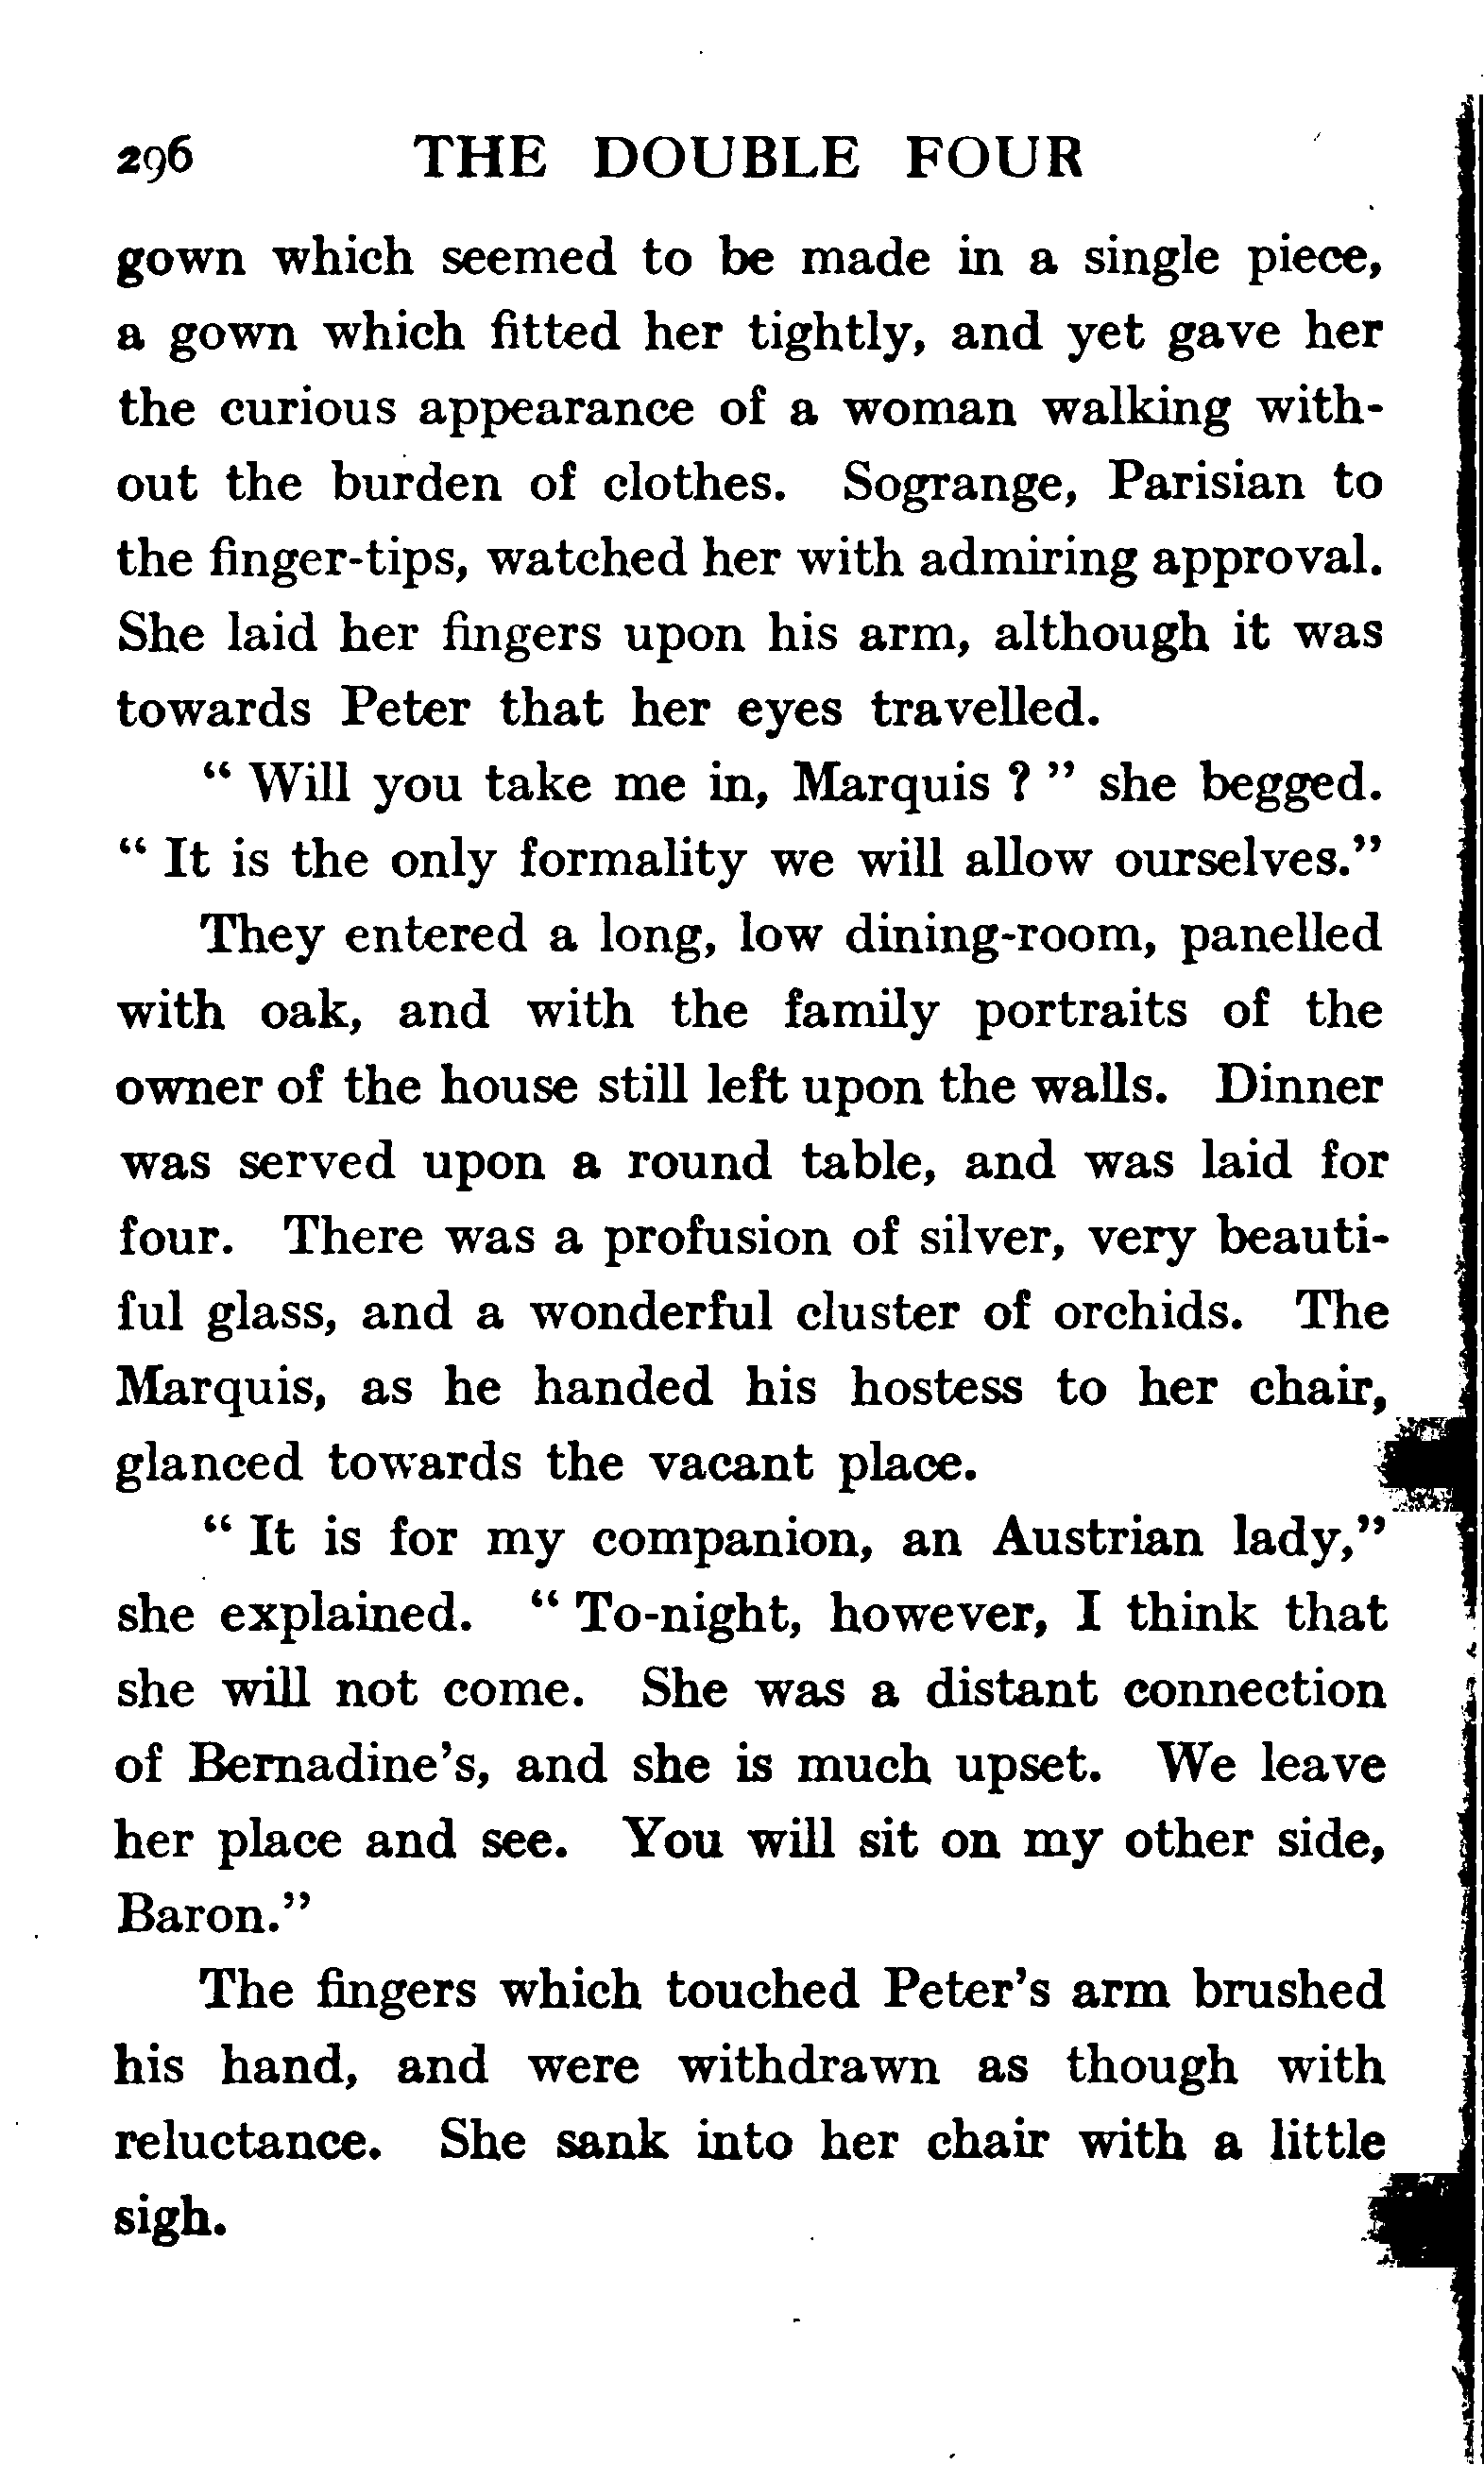 296 THE DOUBLE FOUR
gown which seemed to be made in a single piece,
a gown which fitted her tightly, and yet gave her
the curious appearance of a woman walking with-
out the burden of clothes. Sogrange, Parisian to
the finger-tips, watched her with admiring approval.
She laid her fingers upon his arm, although it was
towards Peter that her eyes travelled.
“ Will you take me in, Marquis ? ” she begged.
“ It is the only formality we will allow ourselves.”
They entered a long, low dining-room, panelled
with oak, and with the family portraits of the
owner of the house still left upon the walls. Dinner
was served upon a round table, and was laid for
four. There was a profusion of silver, very beauti-
ful glass, and a wonderful cluster of orchids. The
Marquis, as he handed his hostess to her chair,
glanced towards the vacant place.
“ It is for my companion, an Austrian lady,”
she explained. “ To-night, however, I think that
she will not come. She was a distant connection
of Bernadine’s, and she is much upset. We leave
her place and see. You will sit on my other side,
Baron.”
The fingers which touched Peter’s arm brushed
his hand, and were withdrawn as though with
reluctance. She sank into her chair with a little
sigh.